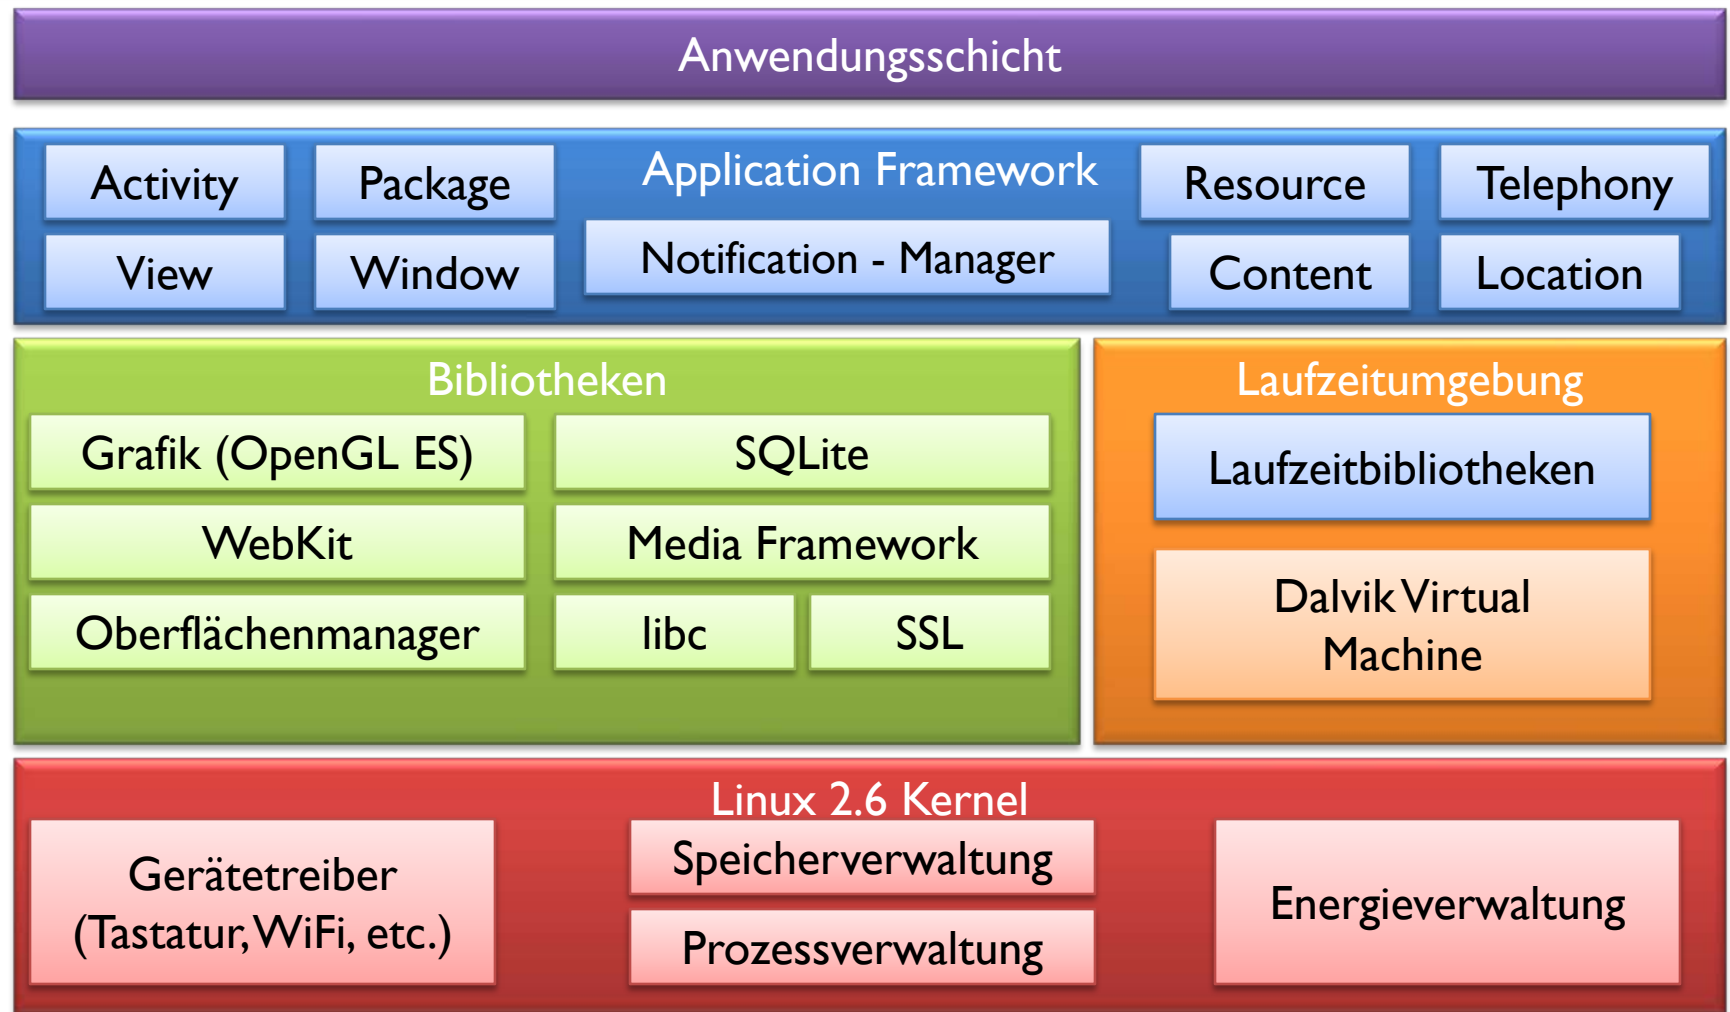 Anwendungsschicht
Application Framework
Activity
Package
Resource
Telephony
View
Window
Notification - Manager
Content
Location
Bibliotheken
Grafik (OpenGL ES)
SQLite
WebKit
Media Framework
Oberflächenmanager
libc
SSL
Laufzeitumgebung
Laufzeitbibliotheken
Dalvik Virtual
Machine
Linux 2.6 Kernel
Gerätetreiber
(Tastatur, WiFi, etc.)
Speicherverwaltung
Prozessverwaltung
Energieverwaltung